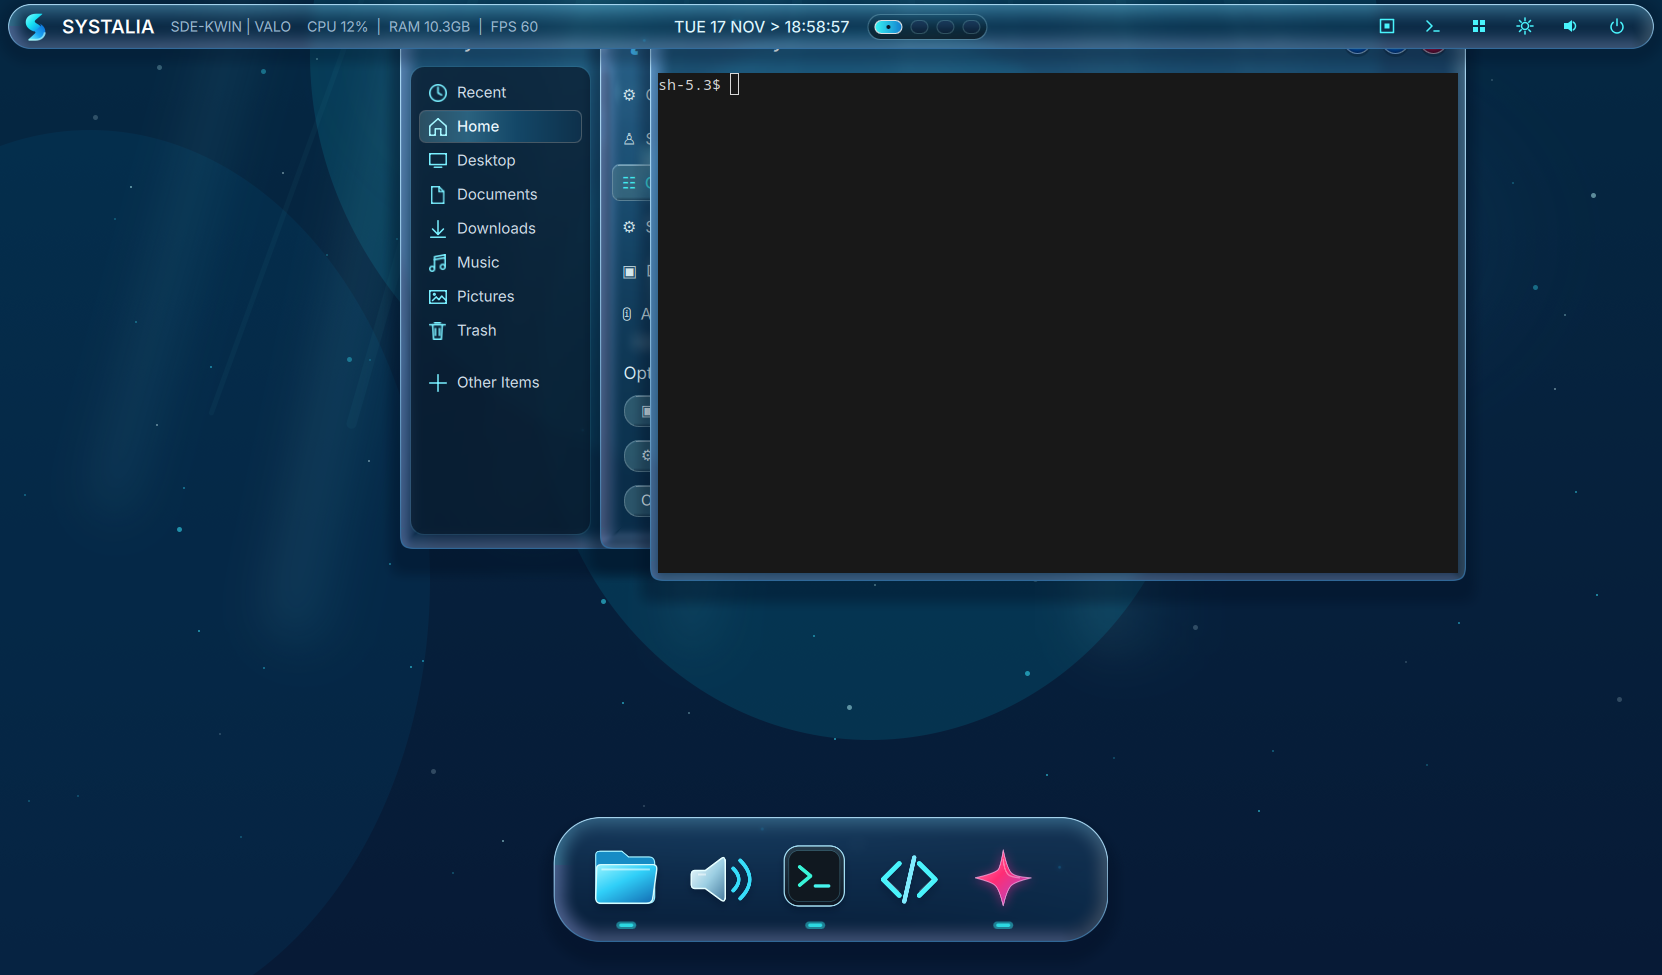 SYSTALIA SDE-KWIN | VALO CPU 12% | RAM 10.3GB | FPS 60 TUE 17 NOV > 18:58:57
Recent
Home
Desktop
Documents
Downloads
Music
Pictures
Trash
Other Items
sh-5.3$